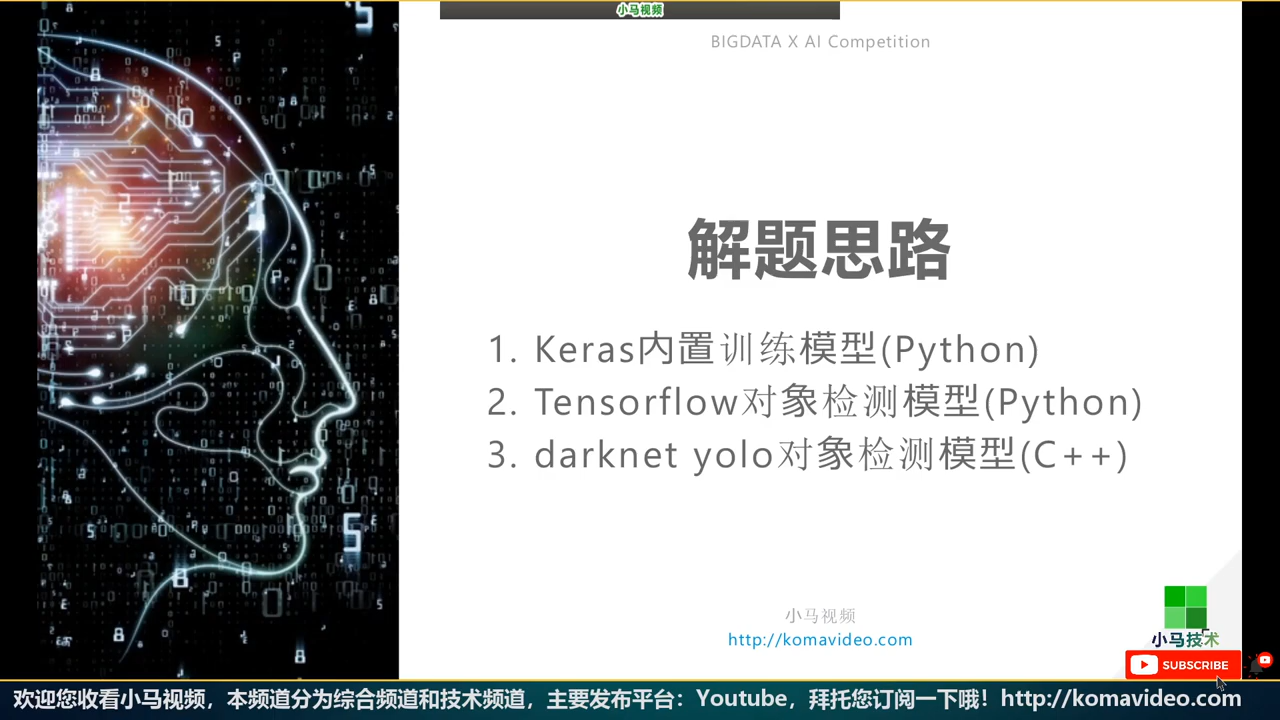 小马视频
BIGDATA X AI Competition
解题思路
1. Keras内置训练模型(Python)
2. Tensorflow对象检测模型(Python)
3. darknet yolo对象检测模型(C++)
小马视频
http://komavideo.com
小马技术
SUBSCRIBE
欢迎您收看小马视频，本频道分为综合频道和技术频道，主要发布平台：Youtube，拜托您订阅一下哦！http://komavideo.com